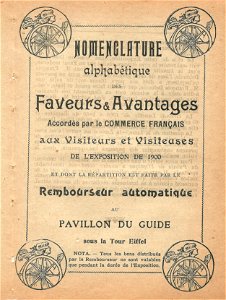 NOMENCLATURE
alphabétique
DES
Faveurs & Avantages
Accordés par le COMMERCE FRANÇAIS
aux Visiteurs et Visiteuses
DE L'EXPOSITION DE 1900
ET DONT LA RÉPARTITION EST FAITE PAR LE
Rembourseur automatique
AU
PAVILLON DU GUIDE
sous la Tour Eiffel
NOTA. — Tous les bons distribués
par le Rembourseur ne sont valables
que pendant la durée de l'Exposition.